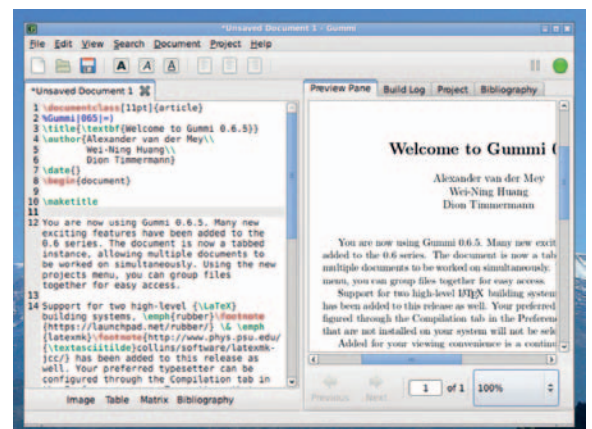 *Unsaved Document 1 - Gummi
File Edit View Search Document Project Help
A A A
*Unsaved Document 1
1 \documentclass[11pt]{article}
2 %Gummi|065|=)
3 \title{\textbf{Welcome to Gummi 0.6.5}}
4 \author{Alexander van der Mey\\
5 Wei-Ning Huang\\
6 Dion Timmermann}
7 \date{}
8 \begin{document}
9
10 \maketitle
11
12 You are now using Gummi 0.6.5. Many new
exciting features have been added to the
0.6 series. The document is now a tabbed
instance, allowing multiple documents to
be worked on simultaneously. Using the new
projects menu, you can group files
together for easy access.
13
14 Support for two high-level {\LaTeX}
building systems, \emph{rubber}\footnote
{https://launchpad.net/rubber/} \& \emph
{latexmk}\footnote{http://www.phys.psu.edu/
{\textasciitilde}collins/software/latexmk-
jcc/} has been added to this release as
well. Your preferred typesetter can be
configured through the Compilation tab in
Image Table Matrix Bibliography
Preview Pane Build Log Project Bibliography
Welcome to Gummi 0
Alexander van der Mey
Wei-Ning Huang
Dion Timmermann
You are now using Gummi 0.6.5. Many new excit
added to the 0.6 series. The document is now a tab
multiple documents to be worked on simultaneously.
menu, you can group files together for easy access.
Support for two high-level LATEX building system
has been added to this release as well. Your preferred
figured through the Compilation tab in the Preferenc
that are not installed on your system will not be sele
Added for your viewing convenience is a continu
Previous Next 1 of 1 100%